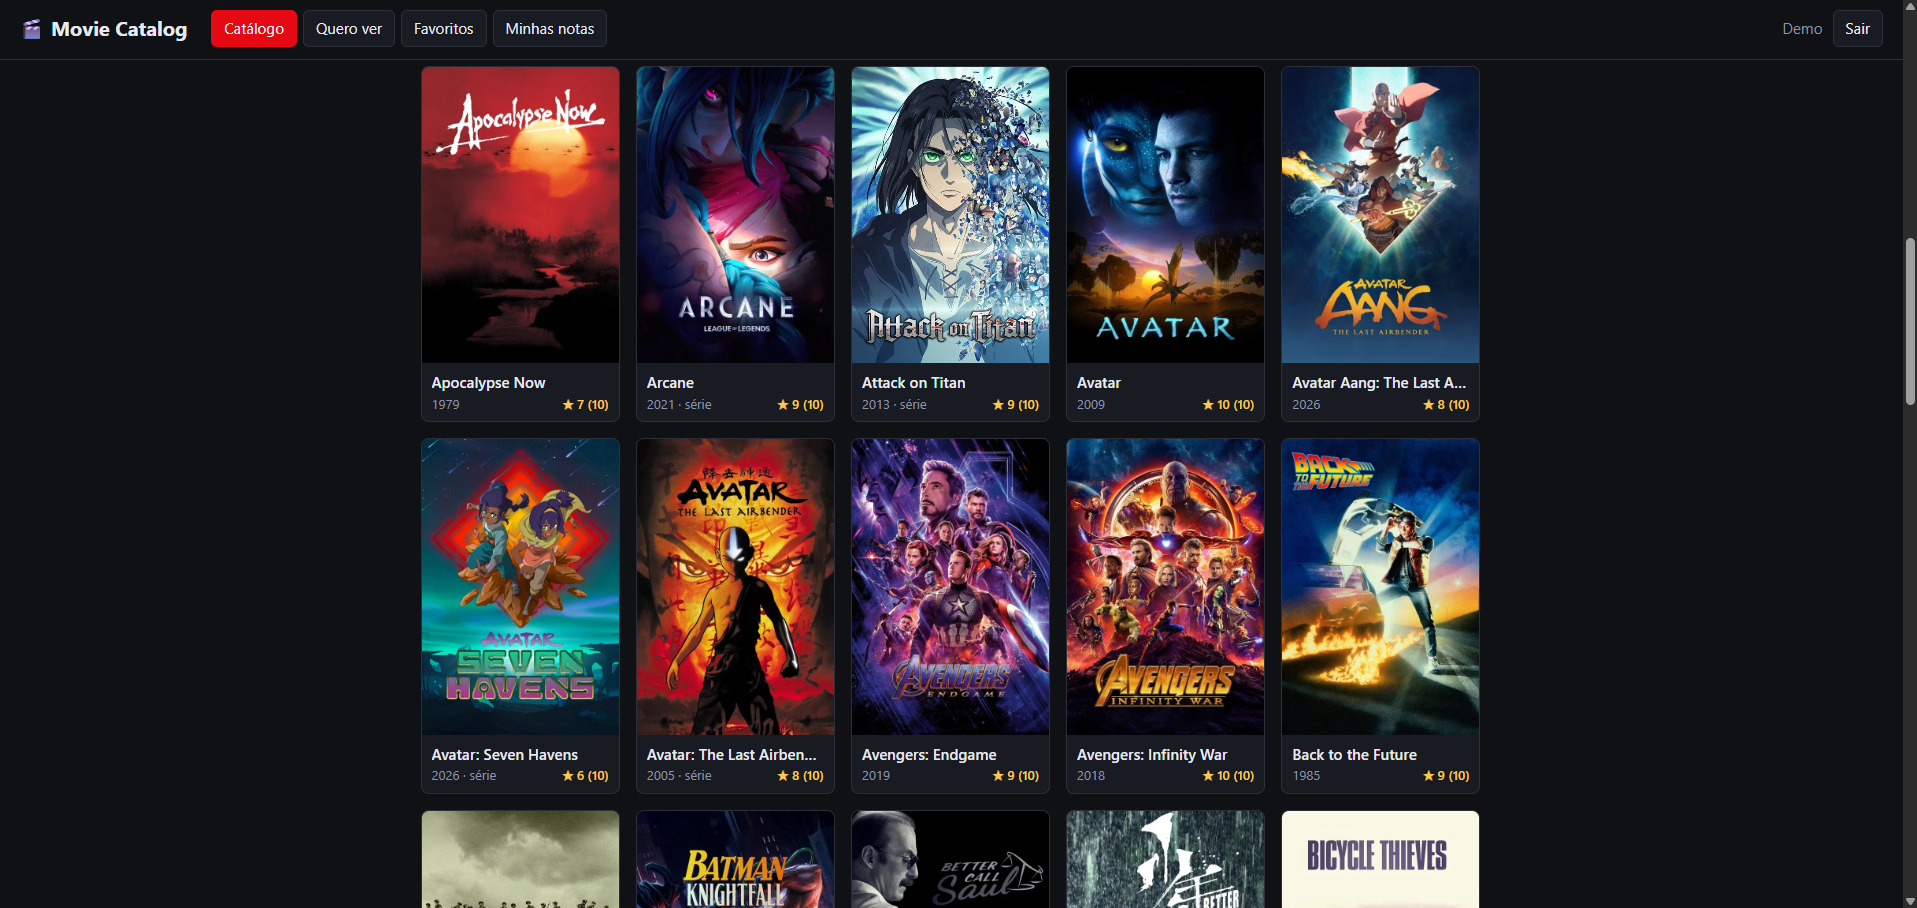 Movie Catalog
Catálogo
Quero ver
Favoritos
Minhas notas
Demo
Sair
Apocalypse Now
ARCANE
LEAGUE OF LEGENDS
Attack on Titan
AVATAR
AVATAR
AANG
THE LAST AIRBENDER
Apocalypse Now
1979
★ 7 (10)
Arcane
2021 · série
★ 9 (10)
Attack on Titan
2013 · série
★ 9 (10)
Avatar
2009
★ 10 (10)
Avatar Aang: The Last A...
2026
★ 8 (10)
AVATAR
SEVEN
HAVENS
AVATAR
THE LAST AIRBENDER
AVENGERS
ENDGAME
AVENGERS
INFINITY WAR
BACK
TO THE
FUTURE
Avatar: Seven Havens
2026 · série
★ 6 (10)
Avatar: The Last Airben...
2005 · série
★ 8 (10)
Avengers: Endgame
2019
★ 9 (10)
Avengers: Infinity War
2018
★ 10 (10)
Back to the Future
1985
★ 9 (10)
BATMAN
KNIGHTFALL
BETTER
CALL
Saul
BETTER
BICYCLE THIEVES